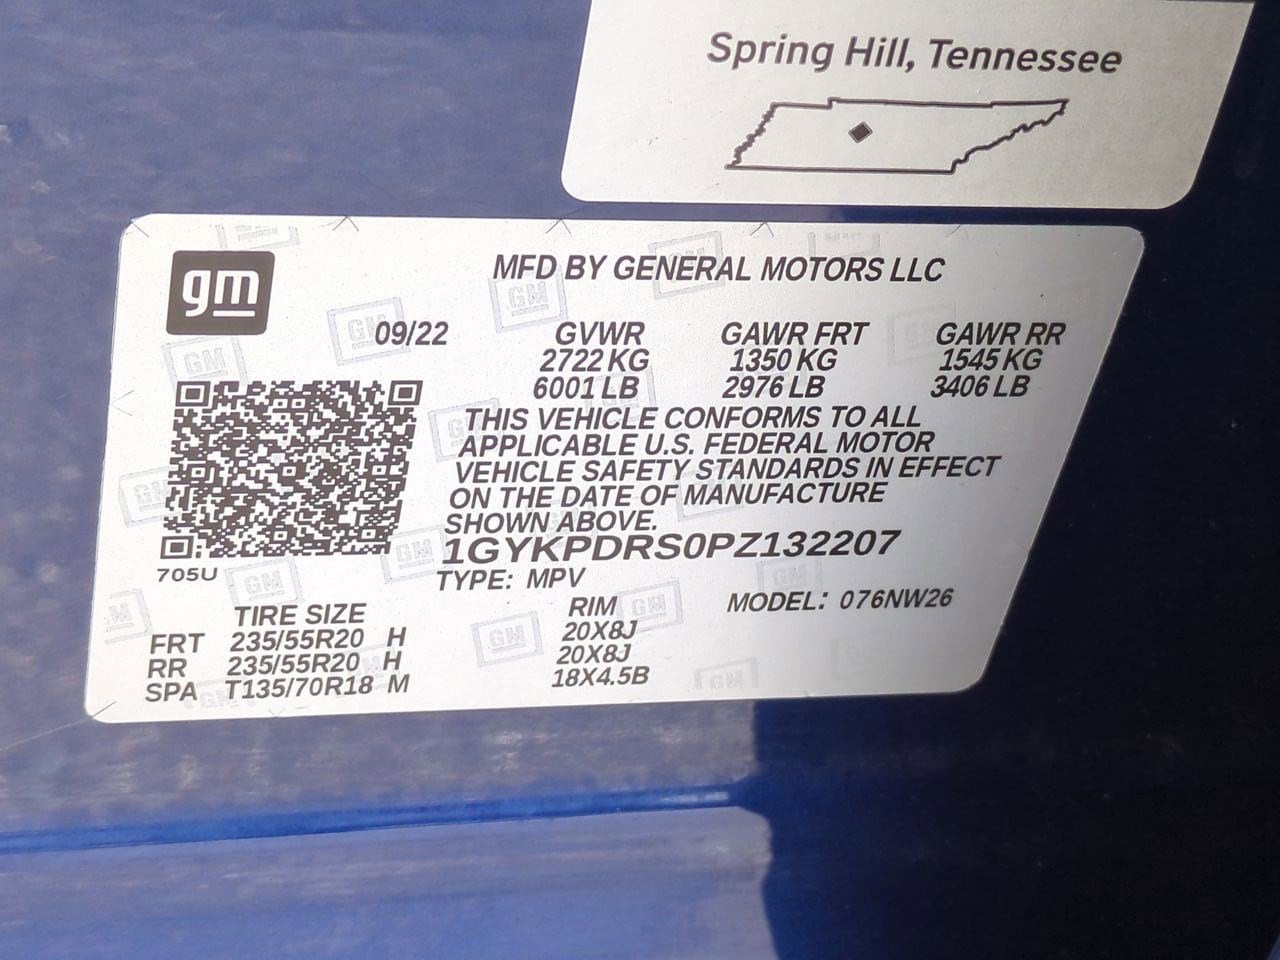 Spring Hill, Tennessee
gm
MFD BY GENERAL MOTORS LLC
09/22 GVWR GAWR FRT GAWR RR
2722 KG 1350 KG 1545 KG
6001 LB 2976 LB 3406 LB
THIS VEHICLE CONFORMS TO ALL
APPLICABLE U.S. FEDERAL MOTOR
VEHICLE SAFETY STANDARDS IN EFFECT
ON THE DATE OF MANUFACTURE
SHOWN ABOVE.
1GYKPDRS0PZ132207
705U TYPE: MPV
TIRE SIZE RIM MODEL: 076NW26
FRT 235/55R20 H 20X8J
RR 235/55R20 H 20X8J
SPA T135/70R18 M 18X4.5B